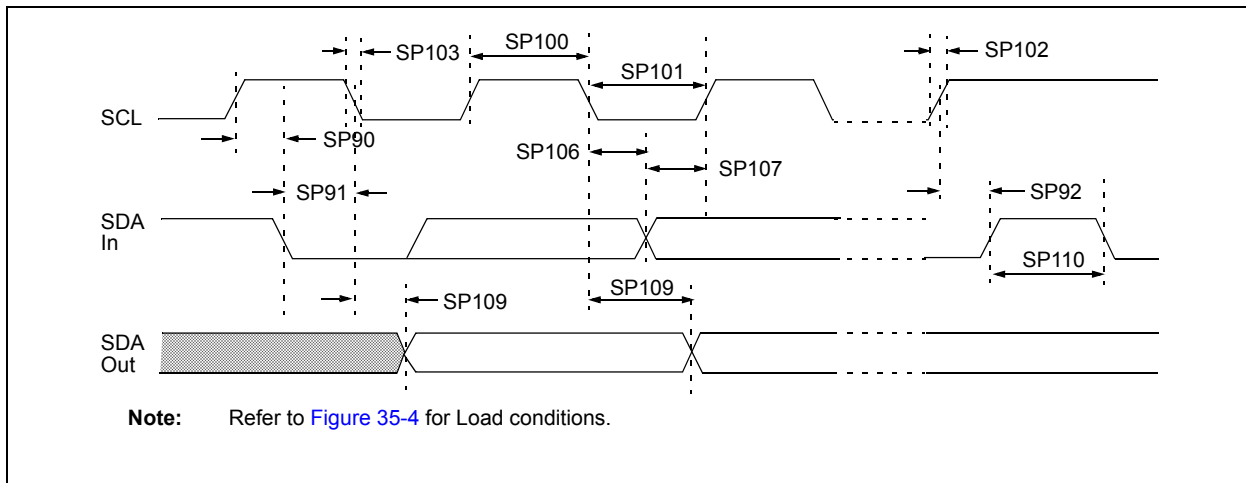 SP103
SP100
SP101
SP102
SCL
SP90
SP106
SP107
SP91
SP92
SDA
In
SP110
SP109
SP109
SDA
Out
Note: Refer to Figure 35-4 for Load conditions.